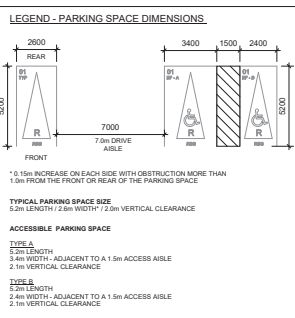 LEGEND - PARKING SPACE DIMENSIONS
2600
3400 1500 2400
REAR
01
TYP
01
BF - A
01
BF - B
5200
5200
7000
7.0m DRIVE
AISLE
R
R
R
RES
RES
RES
FRONT
* 0.15m INCREASE ON EACH SIDE WITH OBSTRUCTION MORE THAN
1.0m FROM THE FRONT OR REAR OF THE PARKING SPACE
TYPICAL PARKING SPACE SIZE
5.2m LENGTH / 2.6m WIDTH* / 2.0m VERTICAL CLEARANCE
ACCESSIBLE PARKING SPACE
TYPE A
5.2m LENGTH
3.4m WIDTH - ADJACENT TO A 1.5m ACCESS AISLE
2.1m VERTICAL CLEARANCE
TYPE B
5.2m LENGTH
2.4m WIDTH - ADJACENT TO A 1.5m ACCESS AISLE
2.1m VERTICAL CLEARANCE